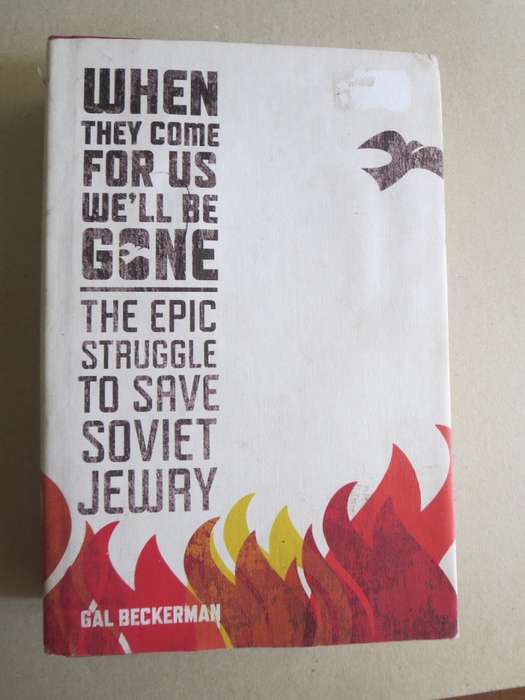 WHEN
THEY COME
FOR US
WE'LL BE
GONE
THE EPIC
STRUGGLE
TO SAVE
SOVIET
JEWRY
GAL BECKERMAN